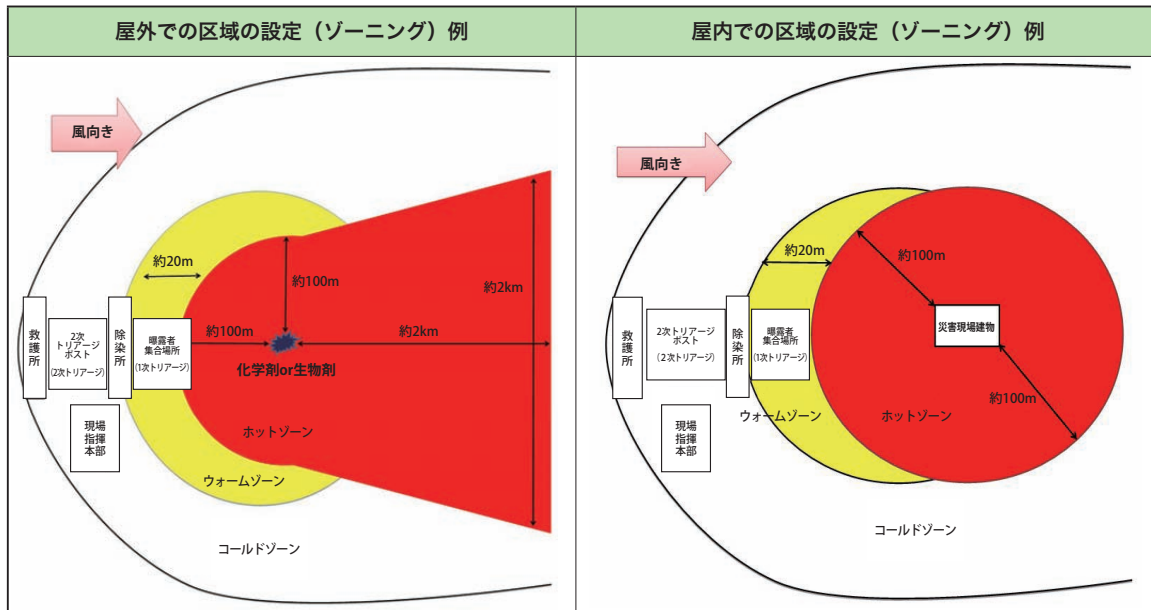 屋外での区域の設定（ゾーニング）例
風向き
約20m
約100m
約2km
約100m
約2km
救護所
2次
トリアージ
ポスト
(2次トリアージ)
除染所
曝露者
集合場所
(1次トリアージ)
化学剤or生物剤
現場
指揮
本部
ホットゾーン
ウォームゾーン
コールドゾーン
屋内での区域の設定（ゾーニング）例
風向き
約20m
約100m
救護所
2次トリアージ
ポスト
(２次トリアージ)
除染所
曝露者
集合場所
(1次トリアージ)
災害現場建物
約100m
現場
指揮
本部
ウォームゾーン
ホットゾーン
コールドゾーン